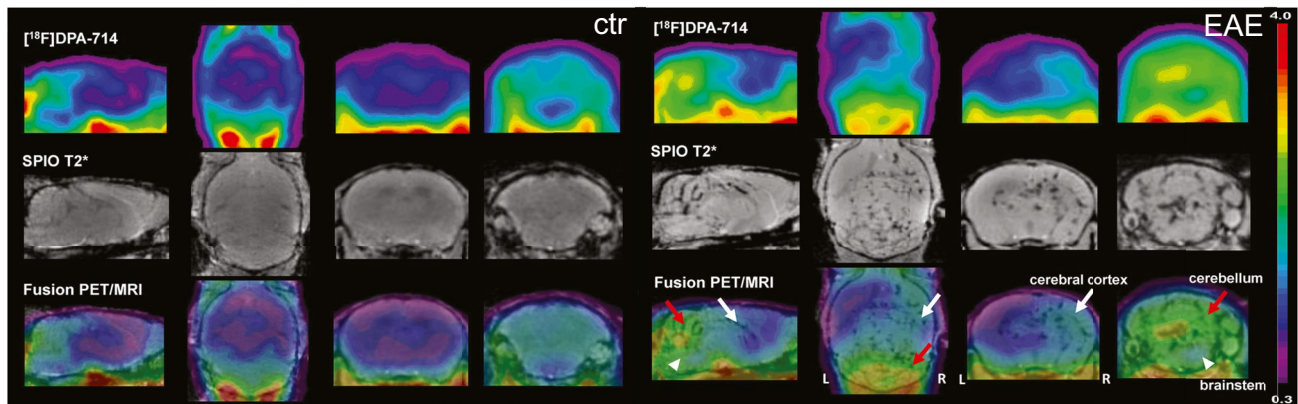 [¹⁸F]DPA-714
ctr
SPIO T2*
Fusion PET/MRI
[¹⁸F]DPA-714
EAE
4.0
SPIO T2*
Fusion PET/MRI
cerebral cortex
cerebellum
L
R
L
R
brainstem
0.3